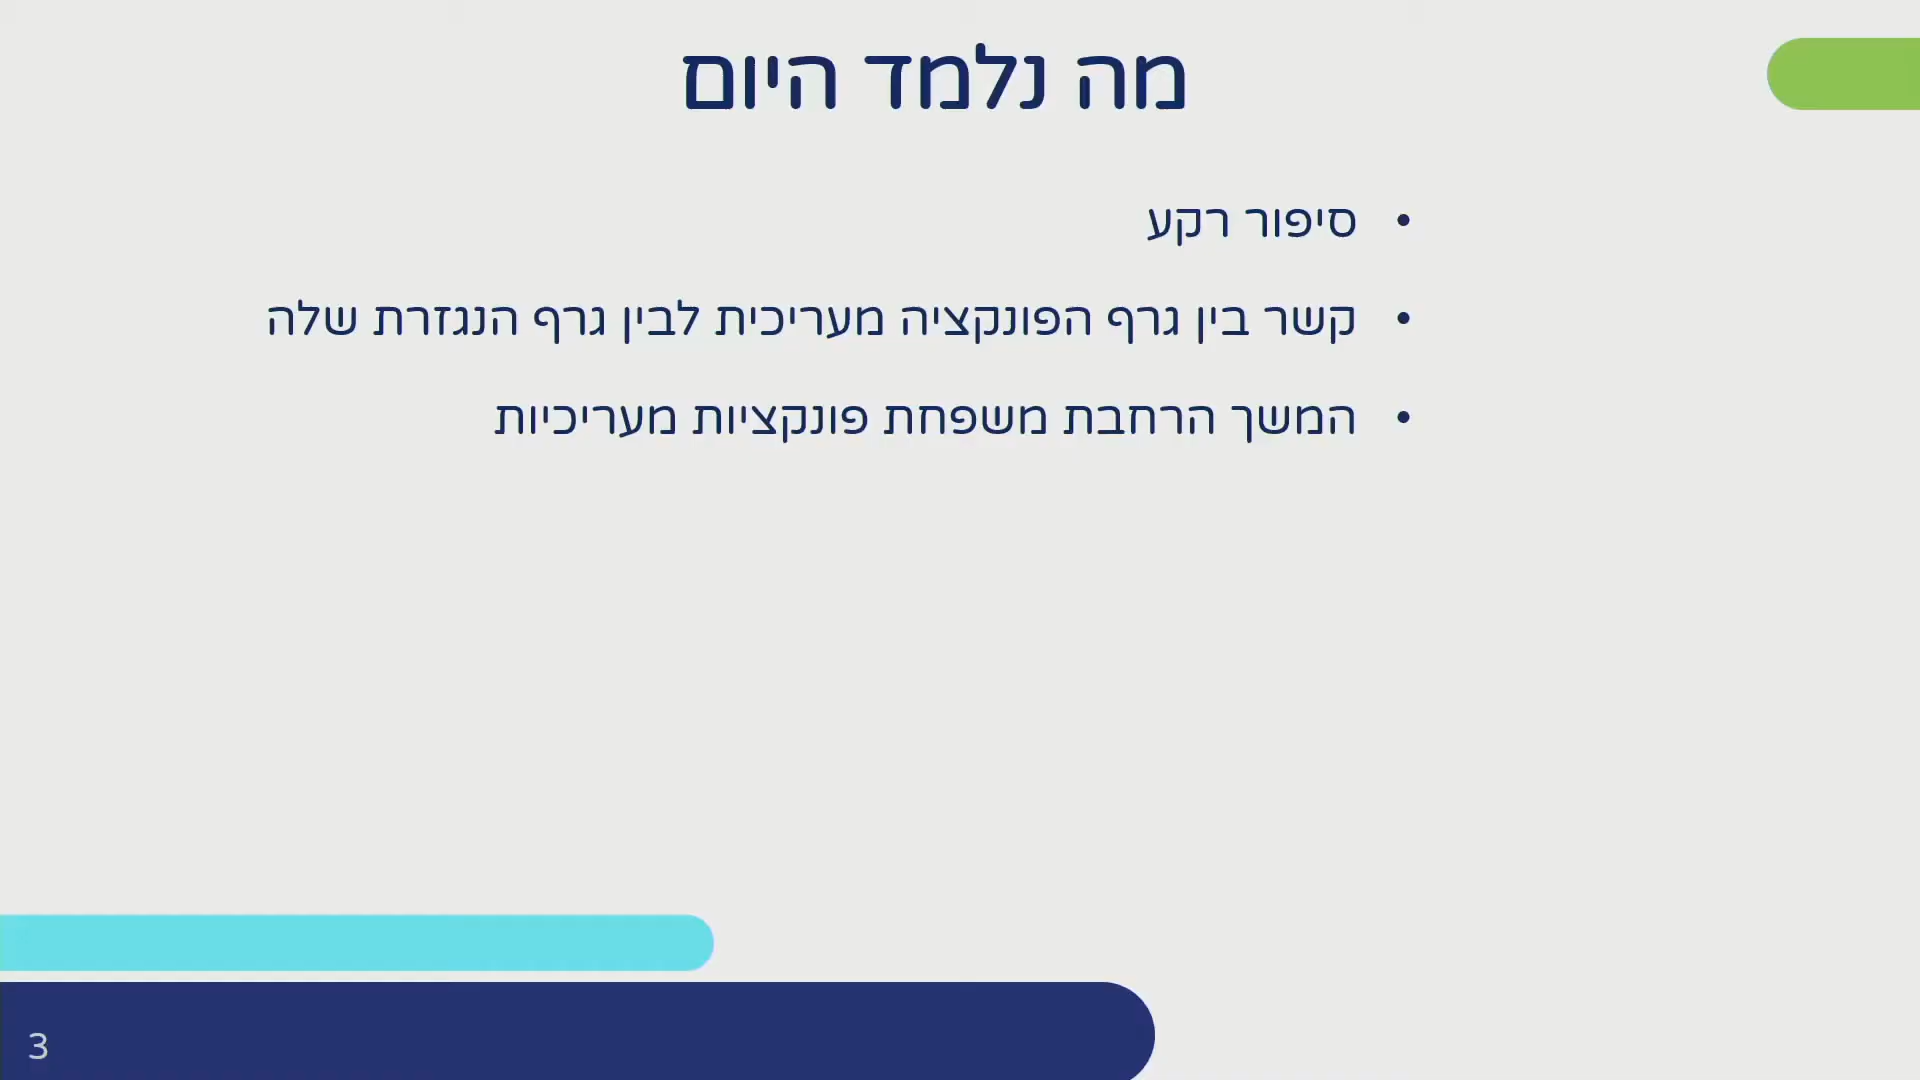 מה נלמד היום
• סיפור רקע
• קשר בין גרף הפונקציה מעריכית לבין גרף הנגזרת שלה
• המשך הרחבת משפחת פונקציות מעריכיות
3